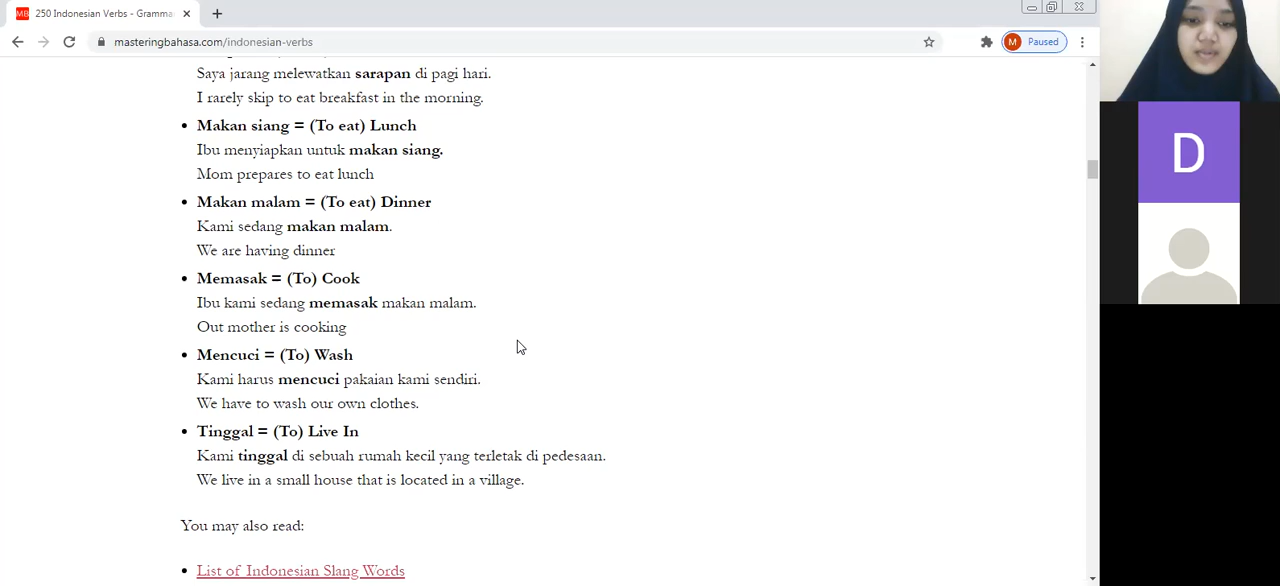 MB 250 Indonesian Verbs - Gramma
masteringbahasa.com/indonesian-verbs
M Paused
Saya jarang melewatkan sarapan di pagi hari.
I rarely skip to eat breakfast in the morning.
• Makan siang = (To eat) Lunch
Ibu menyiapkan untuk makan siang.
Mom prepares to eat lunch
• Makan malam = (To eat) Dinner
Kami sedang makan malam.
We are having dinner
• Memasak = (To) Cook
Ibu kami sedang memasak makan malam.
Out mother is cooking
• Mencuci = (To) Wash
Kami harus mencuci pakaian kami sendiri.
We have to wash our own clothes.
• Tinggal = (To) Live In
Kami tinggal di sebuah rumah kecil yang terletak di pedesaan.
We live in a small house that is located in a village.
You may also read:
• List of Indonesian Slang Words
D